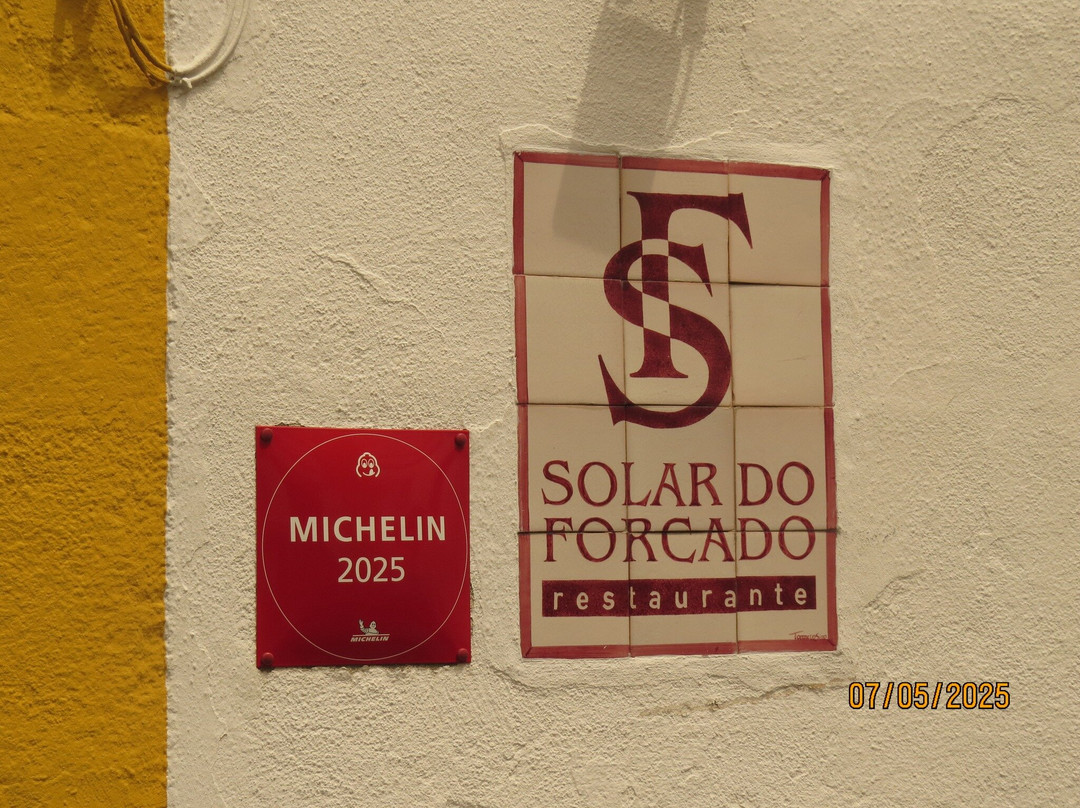 MICHELIN
2025
MICHELIN
SF
SOLAR DO
FORCADO
restaurante
07/05/2025